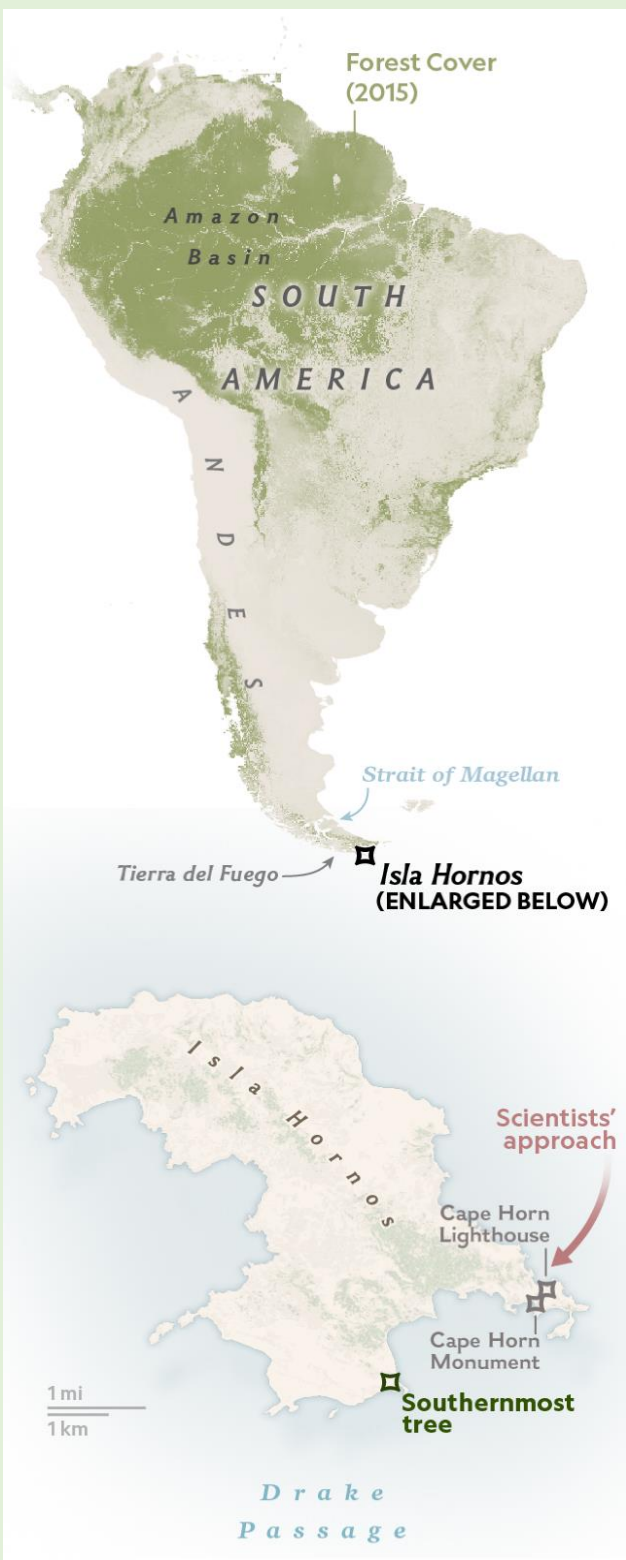 Forest Cover
(2015)
Amazon
Basin
SOUTH
AMERICA
ANDES
Strait of Magellan
Tierra del Fuego
Isla Hornos
(ENLARGED BELOW)
Isla Hornos
Scientists’
approach
Cape Horn
Lighthouse
Cape Horn
Monument
Southernmost
tree
1 mi
1 km
Drake
Passage